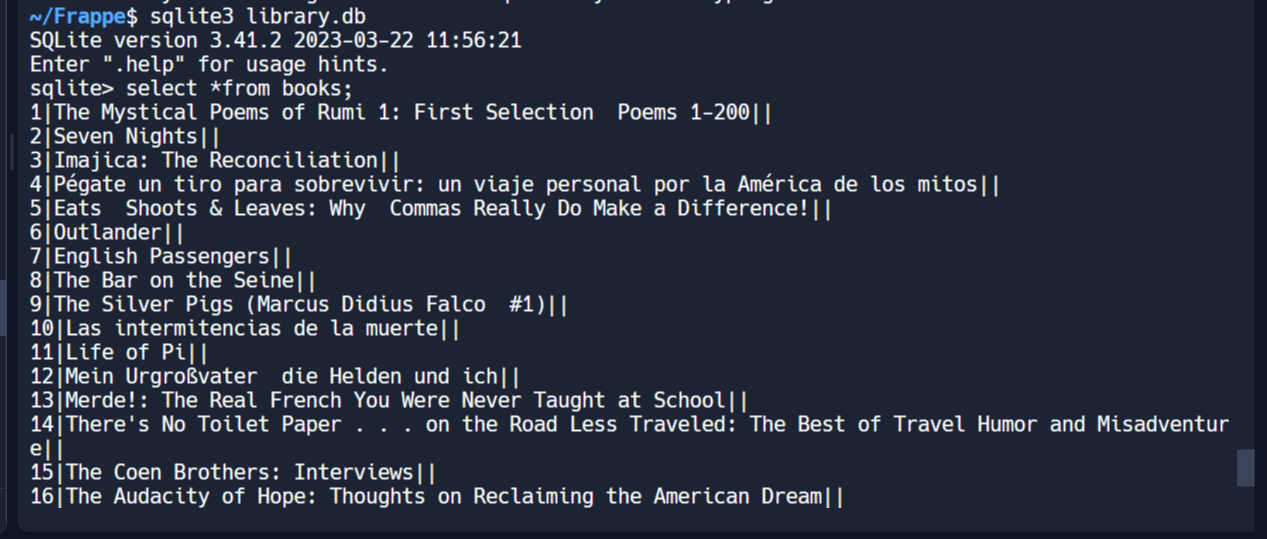 ~/Frappe$ sqlite3 library.db
SQLite version 3.41.2 2023-03-22 11:56:21
Enter ".help" for usage hints.
sqlite> select *from books;
1|The Mystical Poems of Rumi 1: First Selection  Poems 1-200||
2|Seven Nights||
3|Imajica: The Reconciliation||
4|Pégate un tiro para sobrevivir: un viaje personal por la América de los mitos||
5|Eats  Shoots & Leaves: Why  Commas Really Do Make a Difference!||
6|Outlander||
7|English Passengers||
8|The Bar on the Seine||
9|The Silver Pigs (Marcus Didius Falco  #1)||
10|Las intermitencias de la muerte||
11|Life of Pi||
12|Mein Urgroßvater  die Helden und ich||
13|Merde!: The Real French You Were Never Taught at School||
14|There's No Toilet Paper . . . on the Road Less Traveled: The Best of Travel Humor and Misadventur
e||
15|The Coen Brothers: Interviews||
16|The Audacity of Hope: Thoughts on Reclaiming the American Dream||